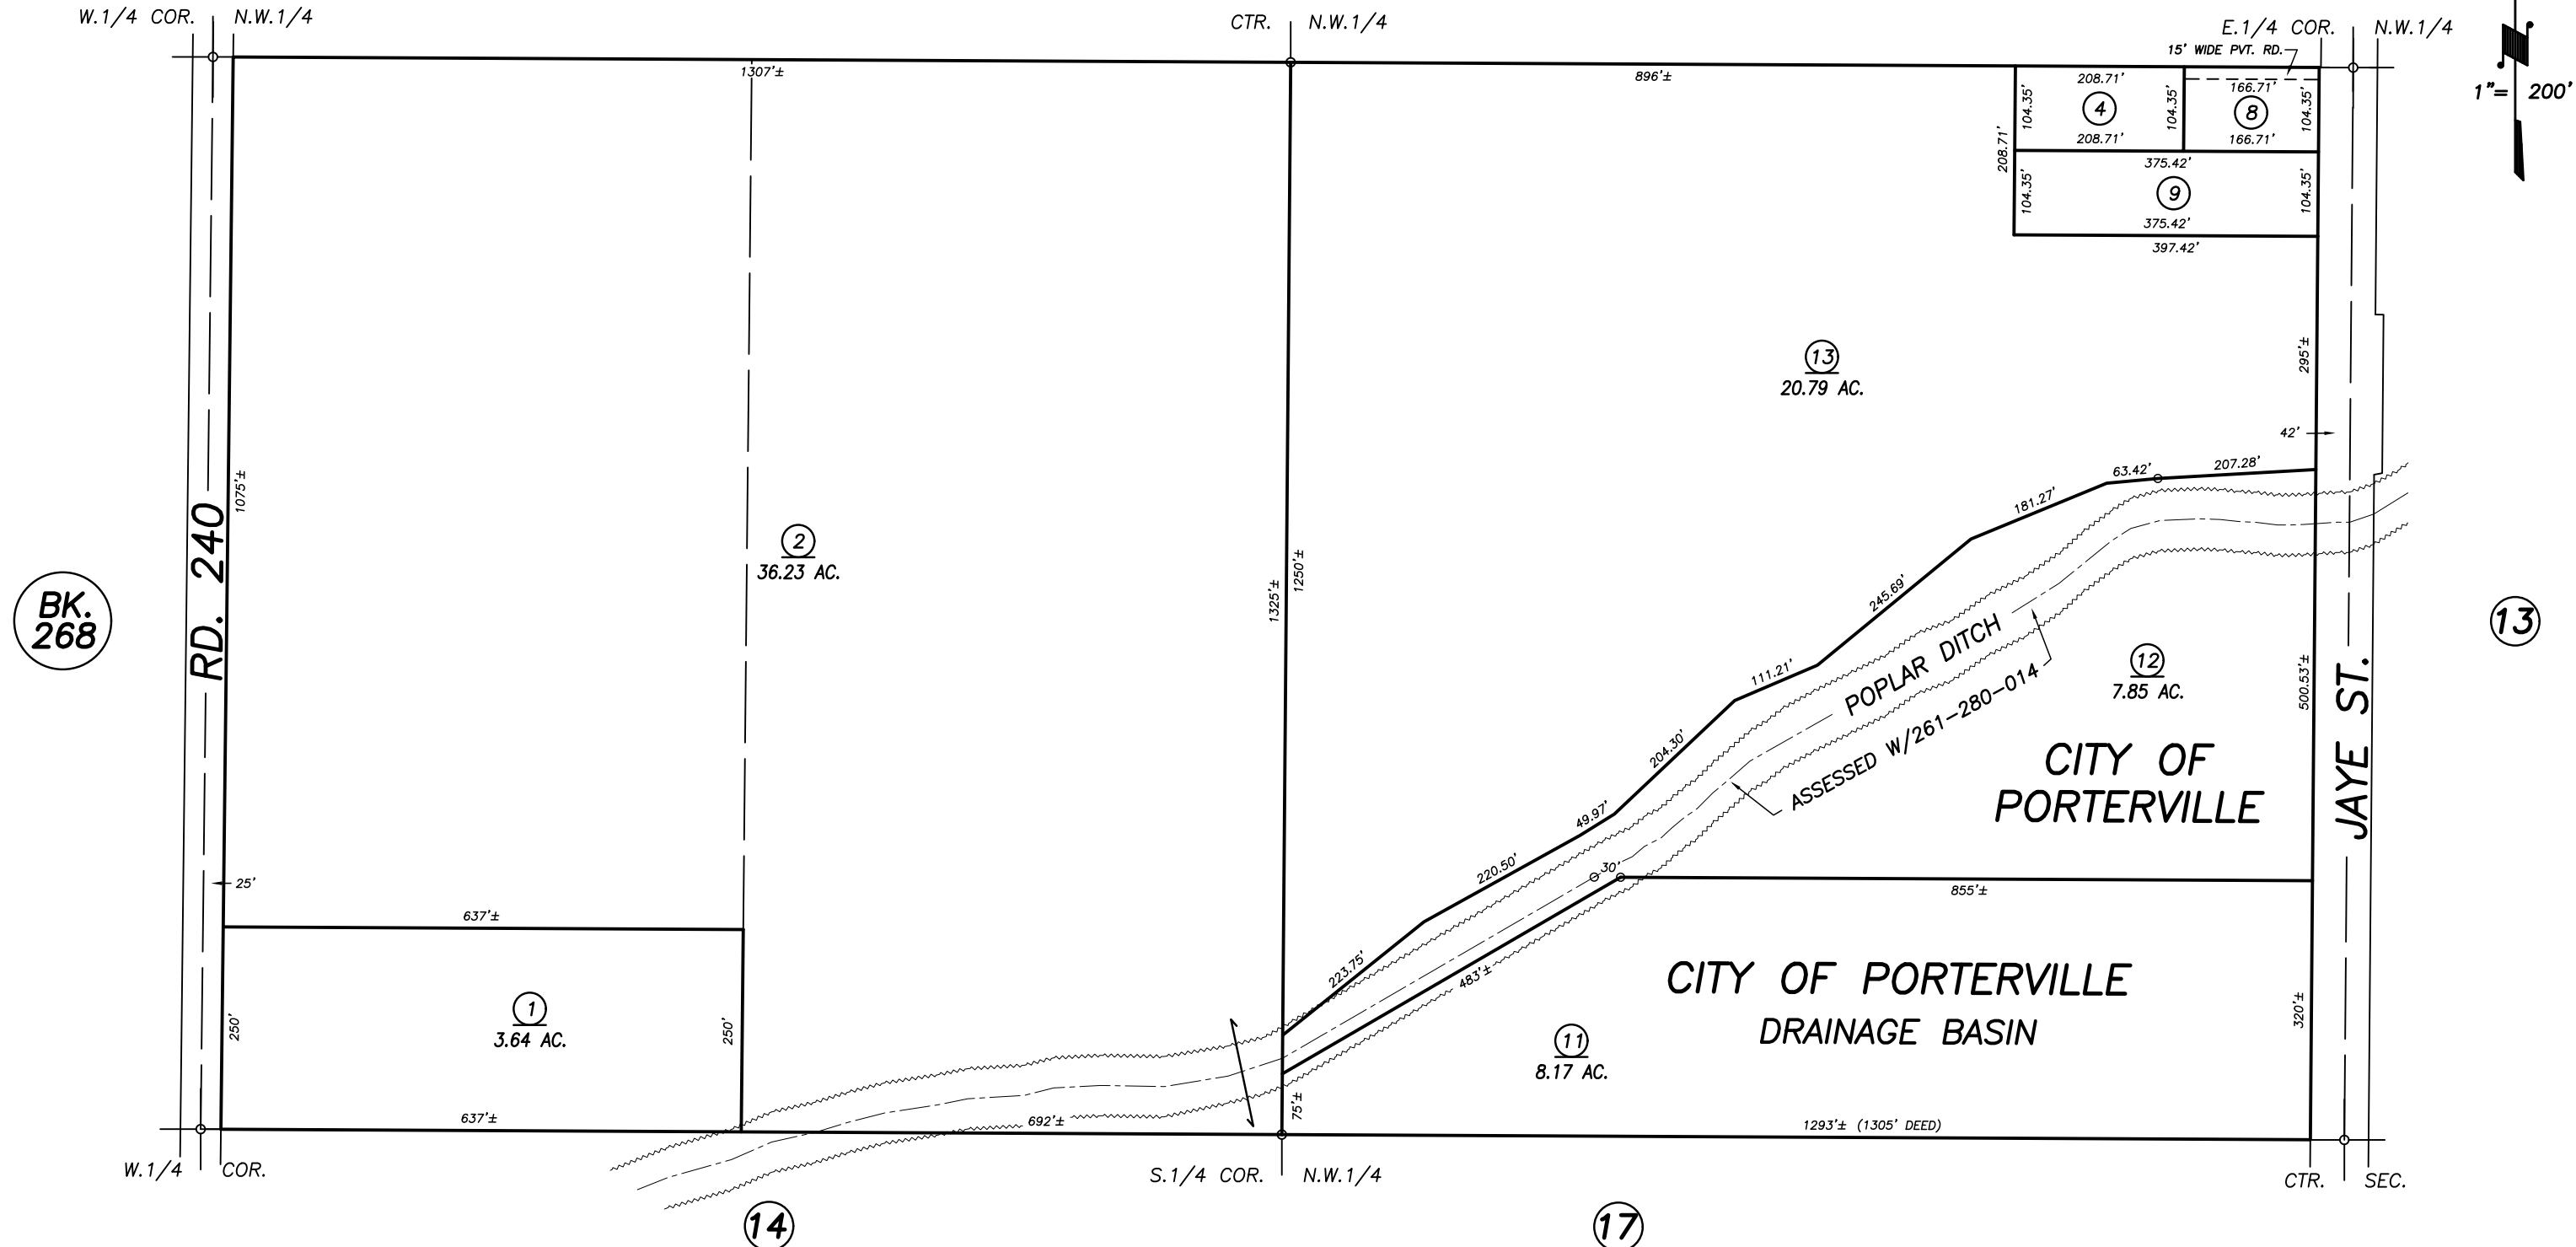 W.1/4 COR. N.W.1/4
CTR. N.W.1/4
E.1/4 COR. N.W.1/4
15' WIDE PVT. RD.
1"= 200'
1307'±
896'±
208.71'
166.71'
104.35'
104.35'
104.35'
4
8
208.71'
166.71'
208.71'
375.42'
104.35'
9
104.35'
375.42'
397.42'
13
20.79 AC.
295'±
42'
207.28'
63.42'
181.27'
1075'±
RD. 240
2
36.23 AC.
1325'±
1250'±
245.69'
BK.
268
13
POPLAR DITCH
ASSESSED W/261-280-014
12
7.85 AC.
500.53'±
JAYE ST.
111.21'
204.30'
CITY OF
PORTERVILLE
49.97'
220.50'
30'
855'±
25'
637'±
223.75'
483'±
CITY OF PORTERVILLE
DRAINAGE BASIN
250'
1
3.64 AC.
250'
11
8.17 AC.
320'±
637'±
692'±
75'±
1293'± (1305' DEED)
W.1/4 COR.
S.1/4 COR. N.W.1/4
CTR. SEC.
14
17